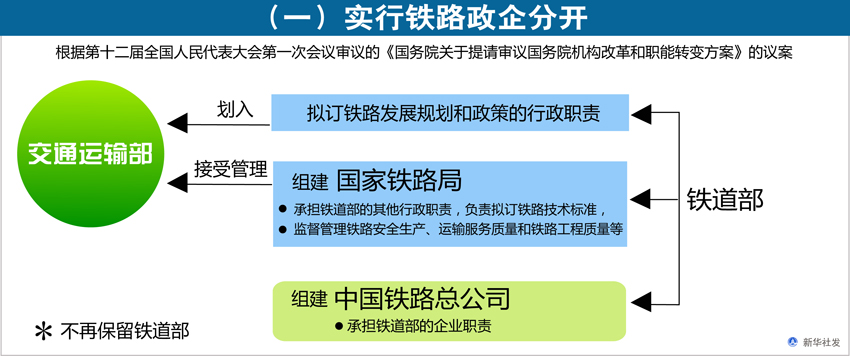 （一）实行铁路政企分开
根据第十二届全国人民代表大会第一次会议审议的《国务院关于提请审议国务院机构改革和职能转变方案》的议案
交通运输部
划入
拟订铁路发展规划和政策的行政职责
接受管理
组建 国家铁路局
● 承担铁道部的其他行政职责，负责拟订铁路技术标准，
● 监督管理铁路安全生产、运输服务质量和铁路工程质量等
铁道部
组建 中国铁路总公司
● 承担铁道部的企业职责
＊ 不再保留铁道部
新华社发